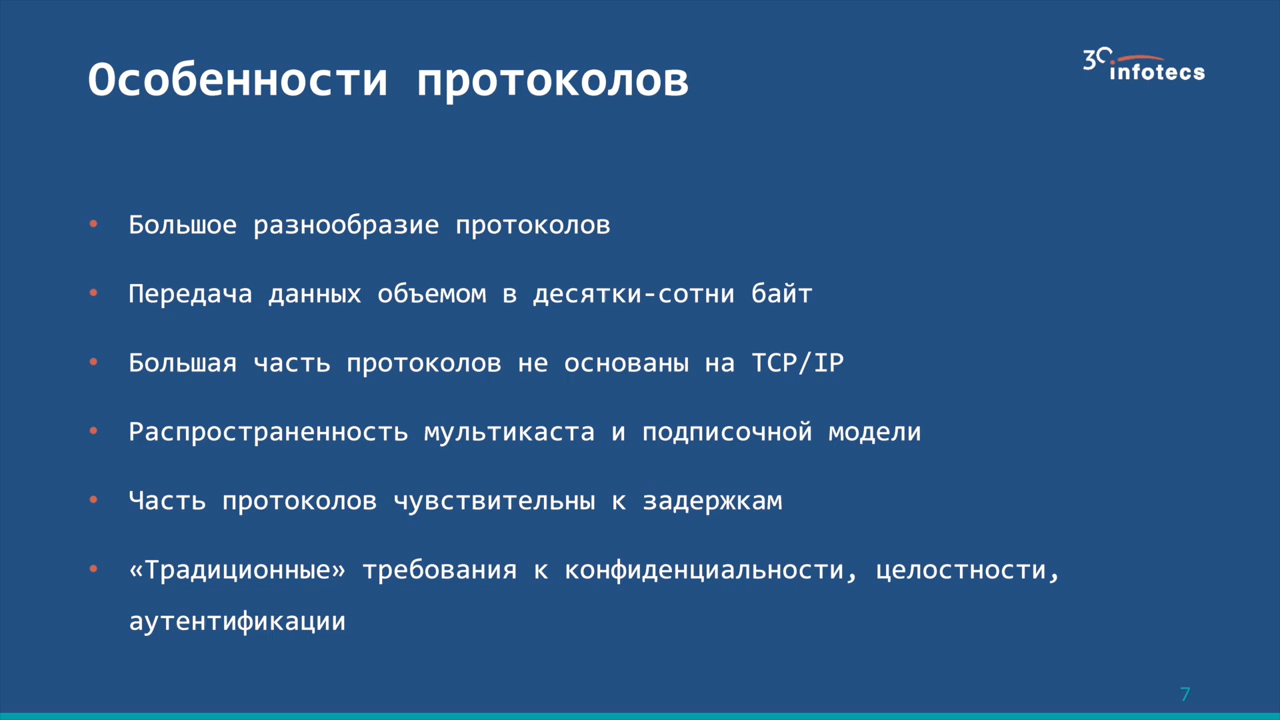 Особенности протоколов
30 infotecs
• Большое разнообразие протоколов
• Передача данных объемом в десятки-сотни байт
• Большая часть протоколов не основаны на TCP/IP
• Распространенность мультикаста и подписочной модели
• Часть протоколов чувствительны к задержкам
• «Традиционные» требования к конфиденциальности, целостности,
аутентификации
7